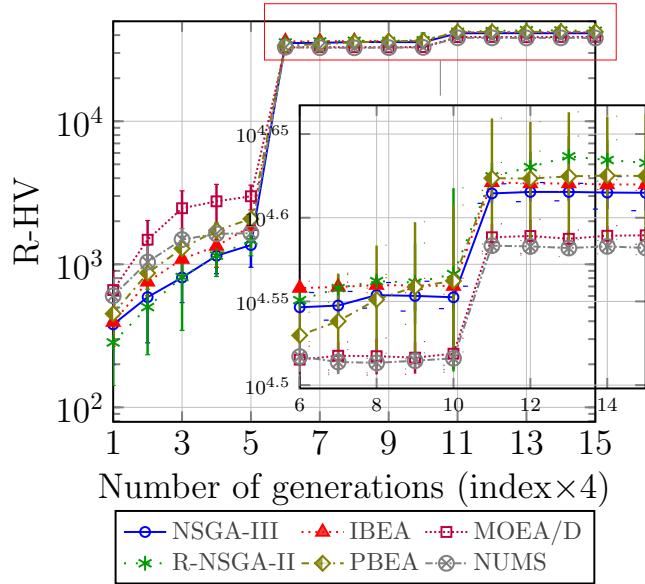 10^4
10^3
10^2
R-HV
1 3 5 7 9 11 13 15
Number of generations (index×4)
10^4.65
10^4.6
10^4.55
10^4.5
6 8 10 12 14
NSGA-III IBEA MOEA/D
R-NSGA-II PBEA NUMS